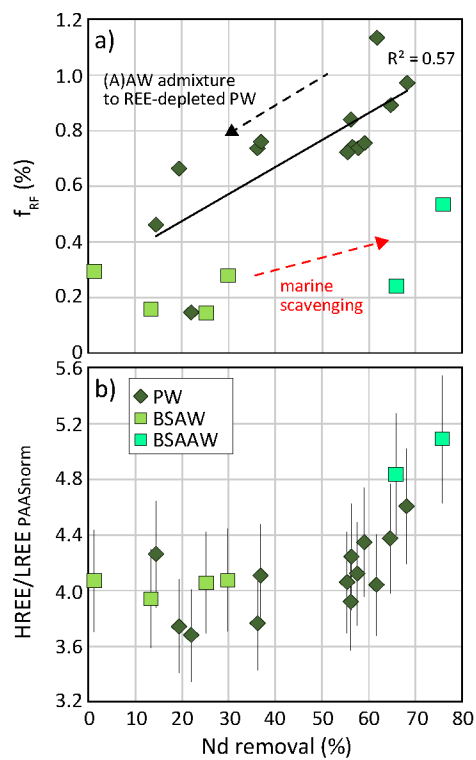 a)
R² = 0.57
(A)AW admixture
to REE-depleted PW
marine
scavenging
f_RF (%)
1.2
1.0
0.8
0.6
0.4
0.2
0
b)
PW
BSAW
BSAAW
HREE/LREE PAASnorm
5.6
5.2
4.8
4.4
4.0
3.6
3.2
0 10 20 30 40 50 60 70 80
Nd removal (%)